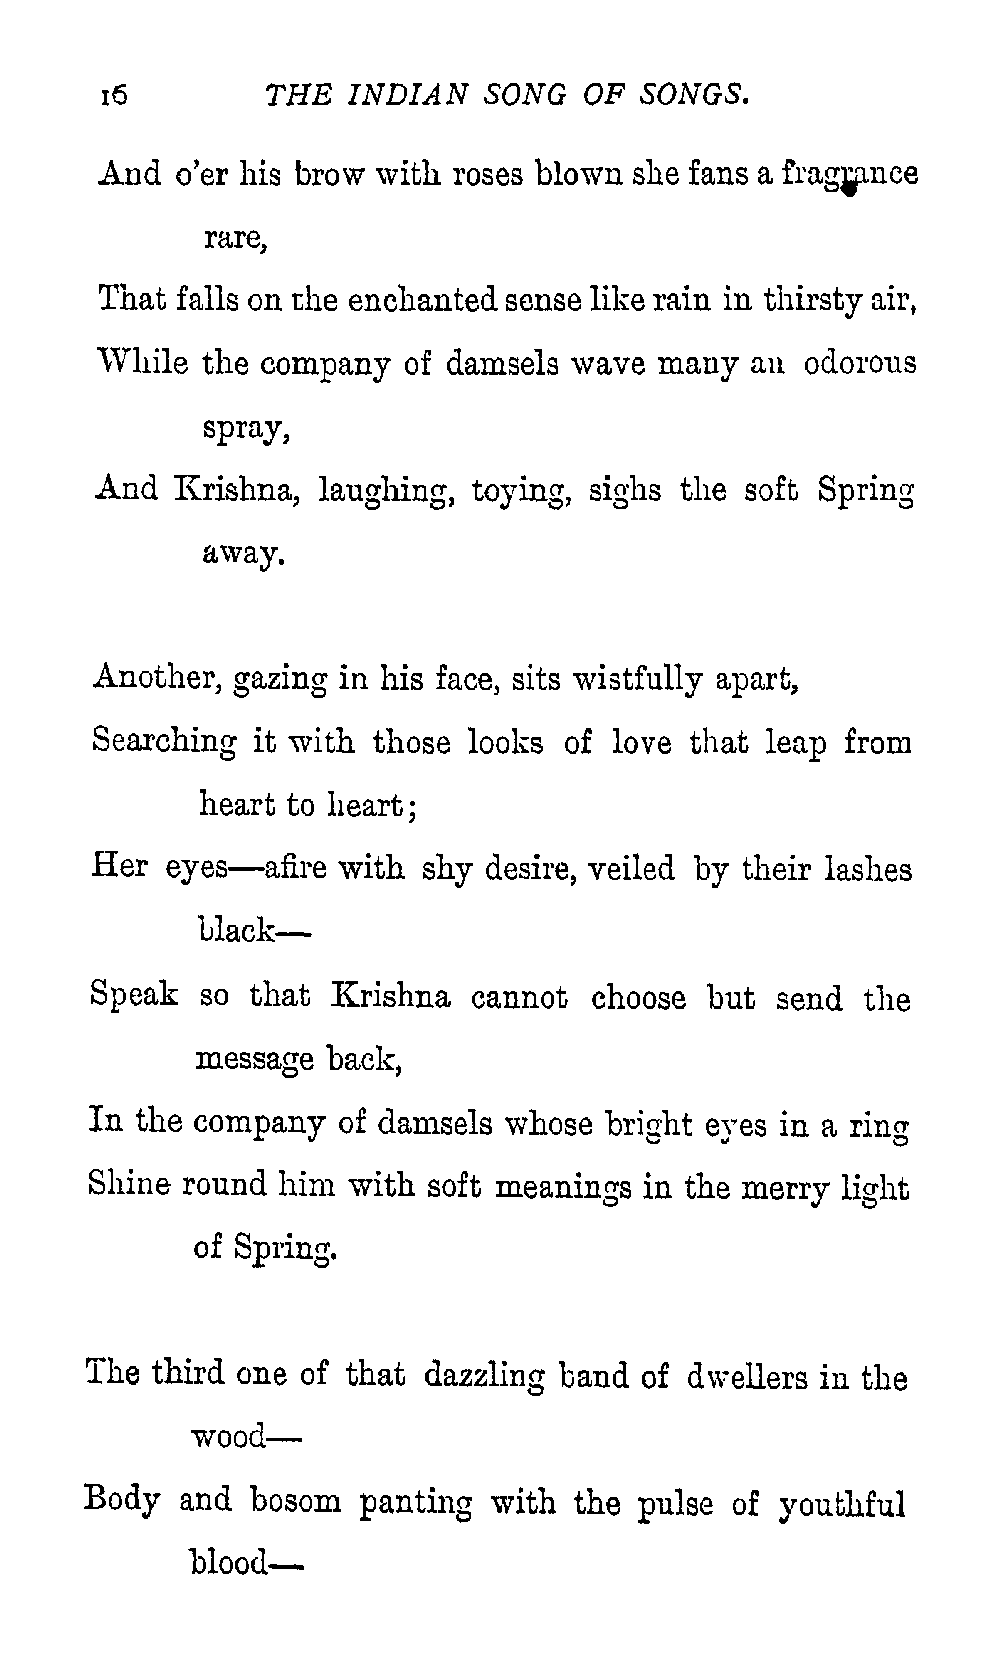 16 THE INDIAN SONG OF SONGS.
And o'er his brow with roses blown she fans a fragrance
rare,
That falls on the enchanted sense like rain in thirsty air,
While the company of damsels wave many an odorous
spray,
And Krishna, laughing, toying, sighs the soft Spring
away.
Another, gazing in his face, sits wistfully apart,
Searching it with those looks of love that leap from
heart to heart;
Her eyes—afire with shy desire, veiled by their lashes
black—
Speak so that Krishna cannot choose but send the
message back,
In the company of damsels whose bright eyes in a ring
Shine round him with soft meanings in the merry light
of Spring.
The third one of that dazzling band of dwellers in the
wood—
Body and bosom panting with the pulse of youthful
blood—